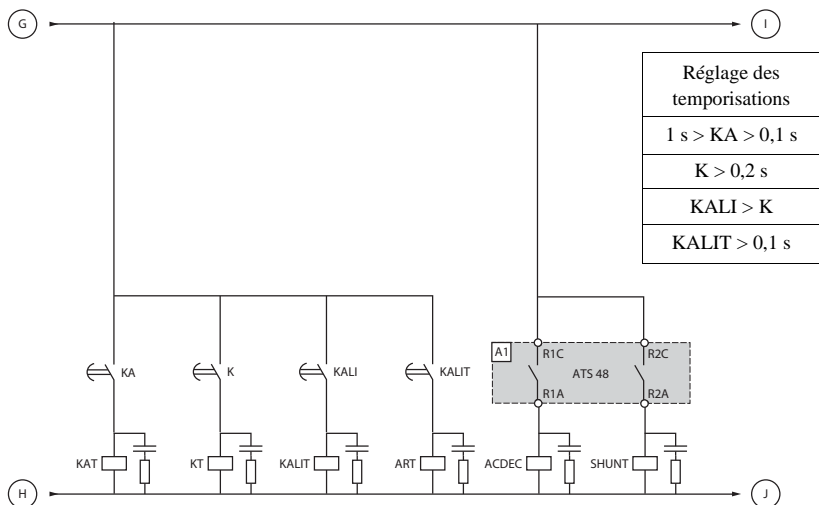 G
I
Réglage des
temporisations
1 s > KA > 0,1 s
K > 0,2 s
KALI > K
KALIT > 0,1 s
A1
R1C
R2C
KA
K
KALI
KALIT
ATS 48
R1A
R2A
KAT
KT
KALIT
ART
ACDEC
SHUNT
H
J